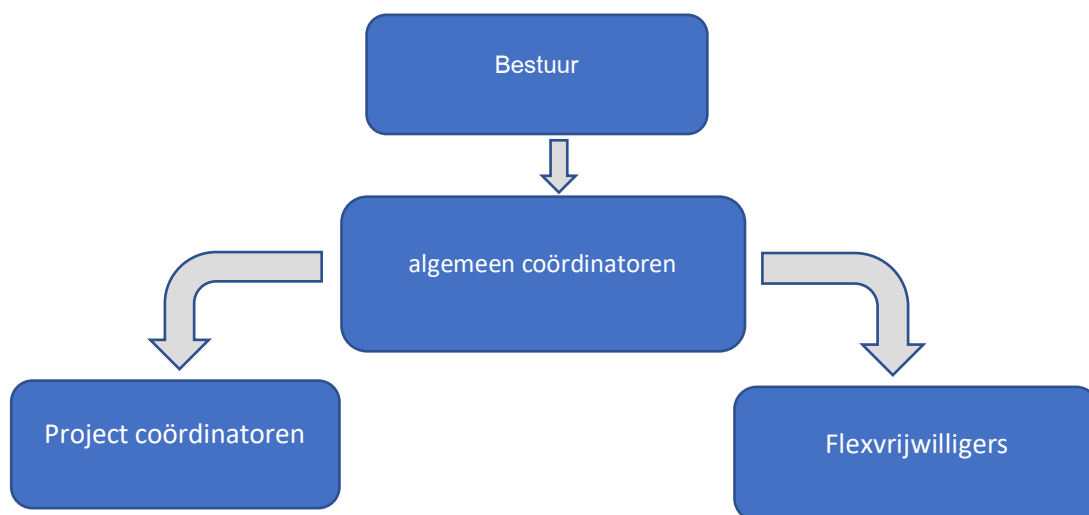 Bestuur
algemeen coördinatoren
Project coördinatoren
Flexvrijwilligers